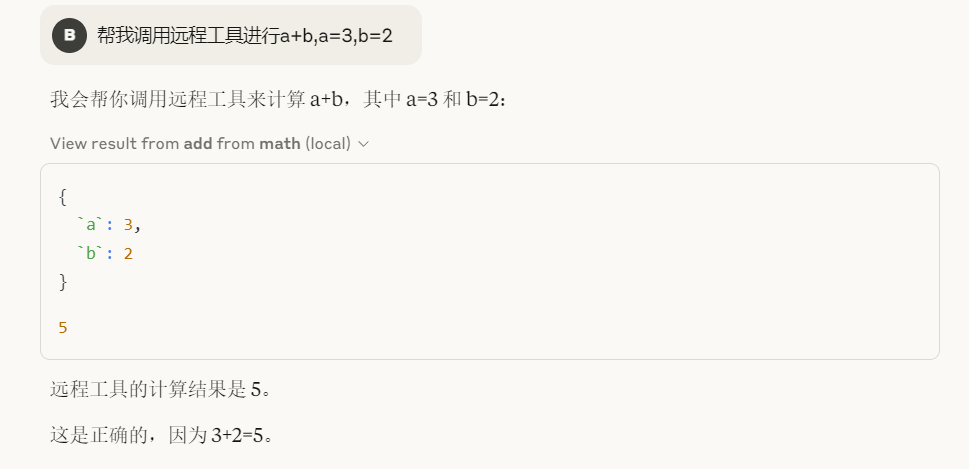 B 帮我调用远程工具进行a+b,a=3,b=2
我会帮你调用远程工具来计算 a+b，其中 a=3 和 b=2:
View result from add from math (local)
{
`a`: 3,
`b`: 2
}
5
远程工具的计算结果是 5。
这是正确的，因为 3+2=5。